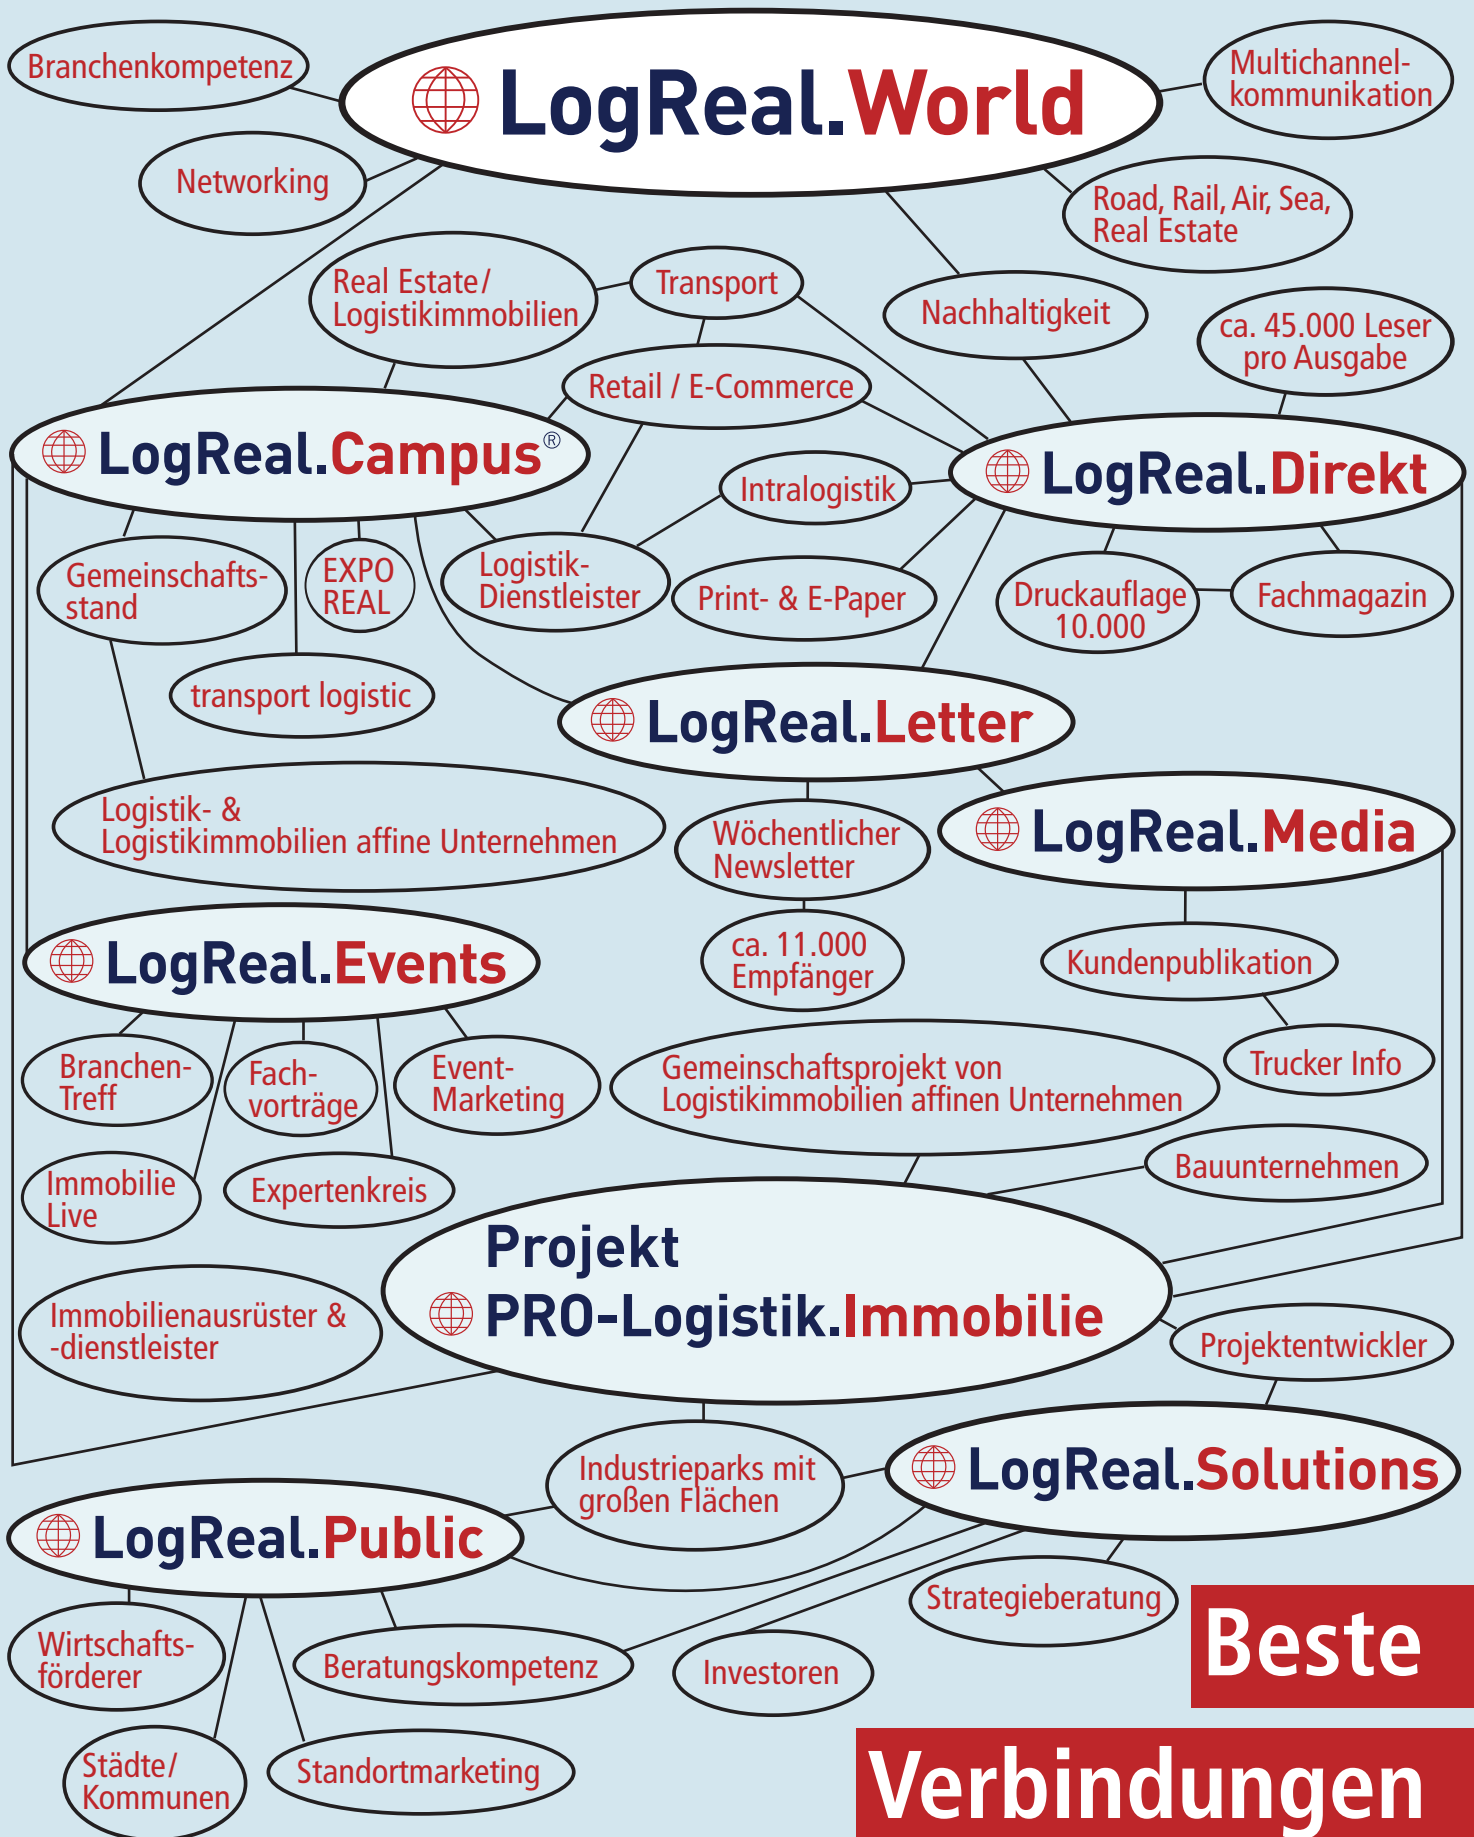 Branchenkompetenz
LogReal.World
Multichannel-
kommunikation
Networking
Road, Rail, Air, Sea,
Real Estate
Real Estate/
Logistikimmobilien
Transport
Nachhaltigkeit
ca. 45.000 Leser
pro Ausgabe
Retail / E-Commerce
LogReal.Campus®
LogReal.Direkt
Intralogistik
Gemeinschafts-
stand
EXPO
REAL
Logistik-
Dienstleister
Print- & E-Paper
Druckauflage
10.000
Fachmagazin
transport logistic
LogReal.Letter
Logistik- &
Logistikimmobilien affine Unternehmen
Wöchentlicher
Newsletter
LogReal.Media
LogReal.Events
ca. 11.000
Empfänger
Kundenpublikation
Branchen-
Treff
Fach-
vorträge
Event-
Marketing
Gemeinschaftsprojekt von
Logistikimmobilien affinen Unternehmen
Trucker Info
Immobilie
Live
Expertenkreis
Bauunternehmen
Projekt
PRO-Logistik.Immobilie
Immobilienausrüster &
-dienstleister
Projektentwickler
Industrieparks mit
großen Flächen
LogReal.Solutions
LogReal.Public
Strategieberatung
Wirtschafts-
förderer
Beratungskompetenz
Investoren
Städte/
Kommunen
Standortmarketing
Beste
Verbindungen